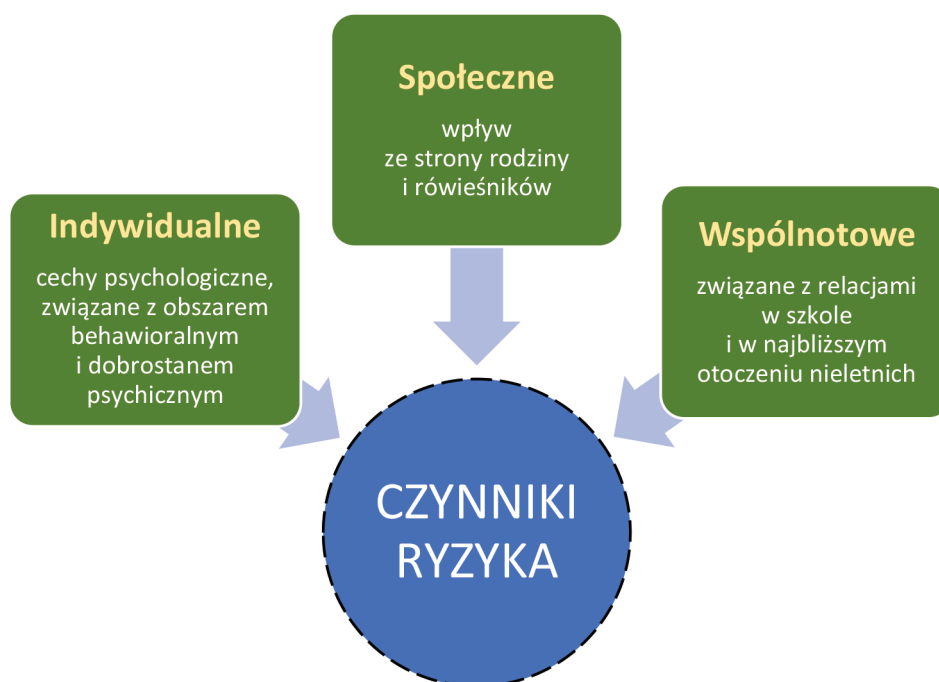 Społeczne
wpływ
ze strony rodziny
i rówieśników
Indywidualne
cechy psychologiczne,
związane z obszarem
behawioralnym
i dobrostanem
psychicznym
Wspólnotowe
związane z relacjami
w szkole
i w najbliższym
otoczeniu nieletnich
CZYNNIKI
RYZYKA